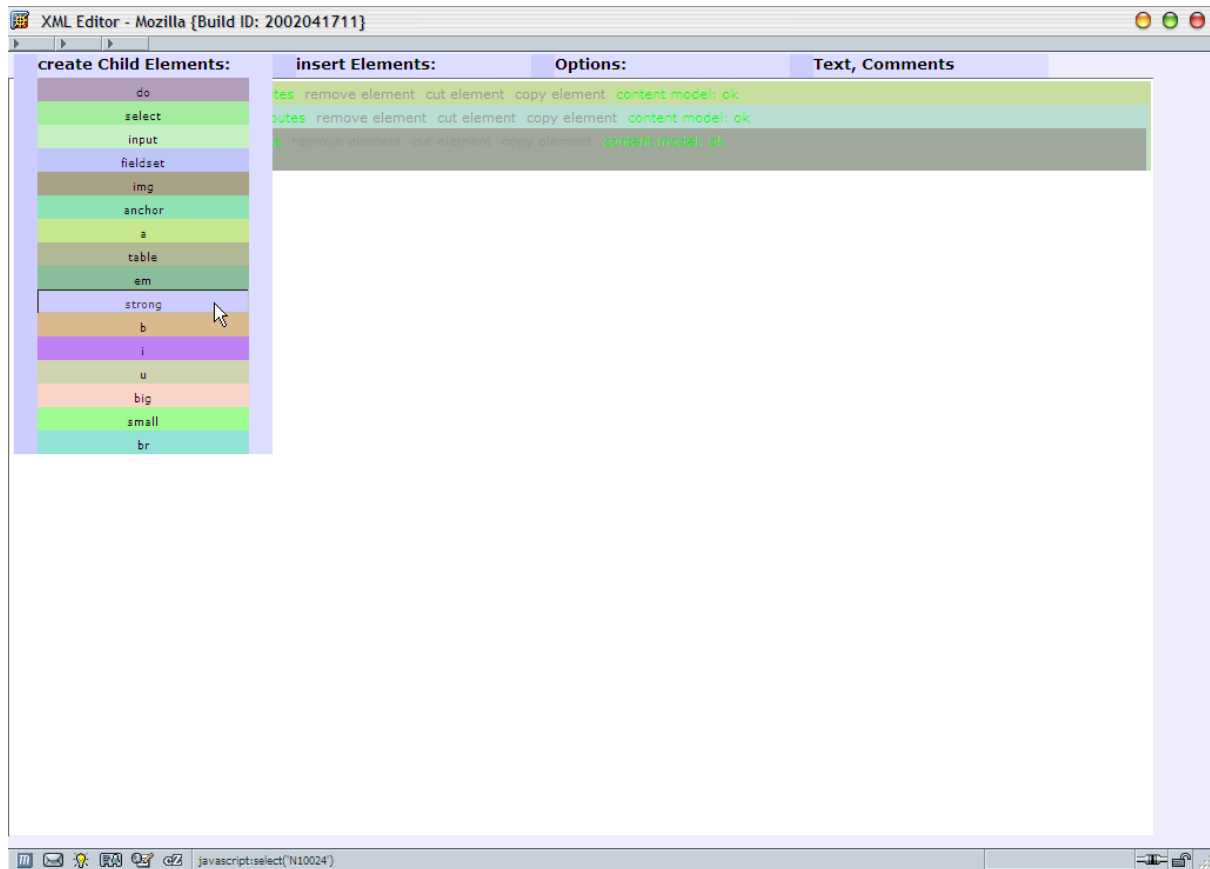 XML Editor - Mozilla {Build ID: 2002041711}
create Child Elements: insert Elements: Options: Text, Comments
do
remove element cut element copy element content model: ok
select
remove element cut element copy element content model: ok
input
remove element cut element copy element content model: ok
fieldset
img
anchor
a
table
em
strong
b
i
u
big
small
br
javascript:select('N10024')